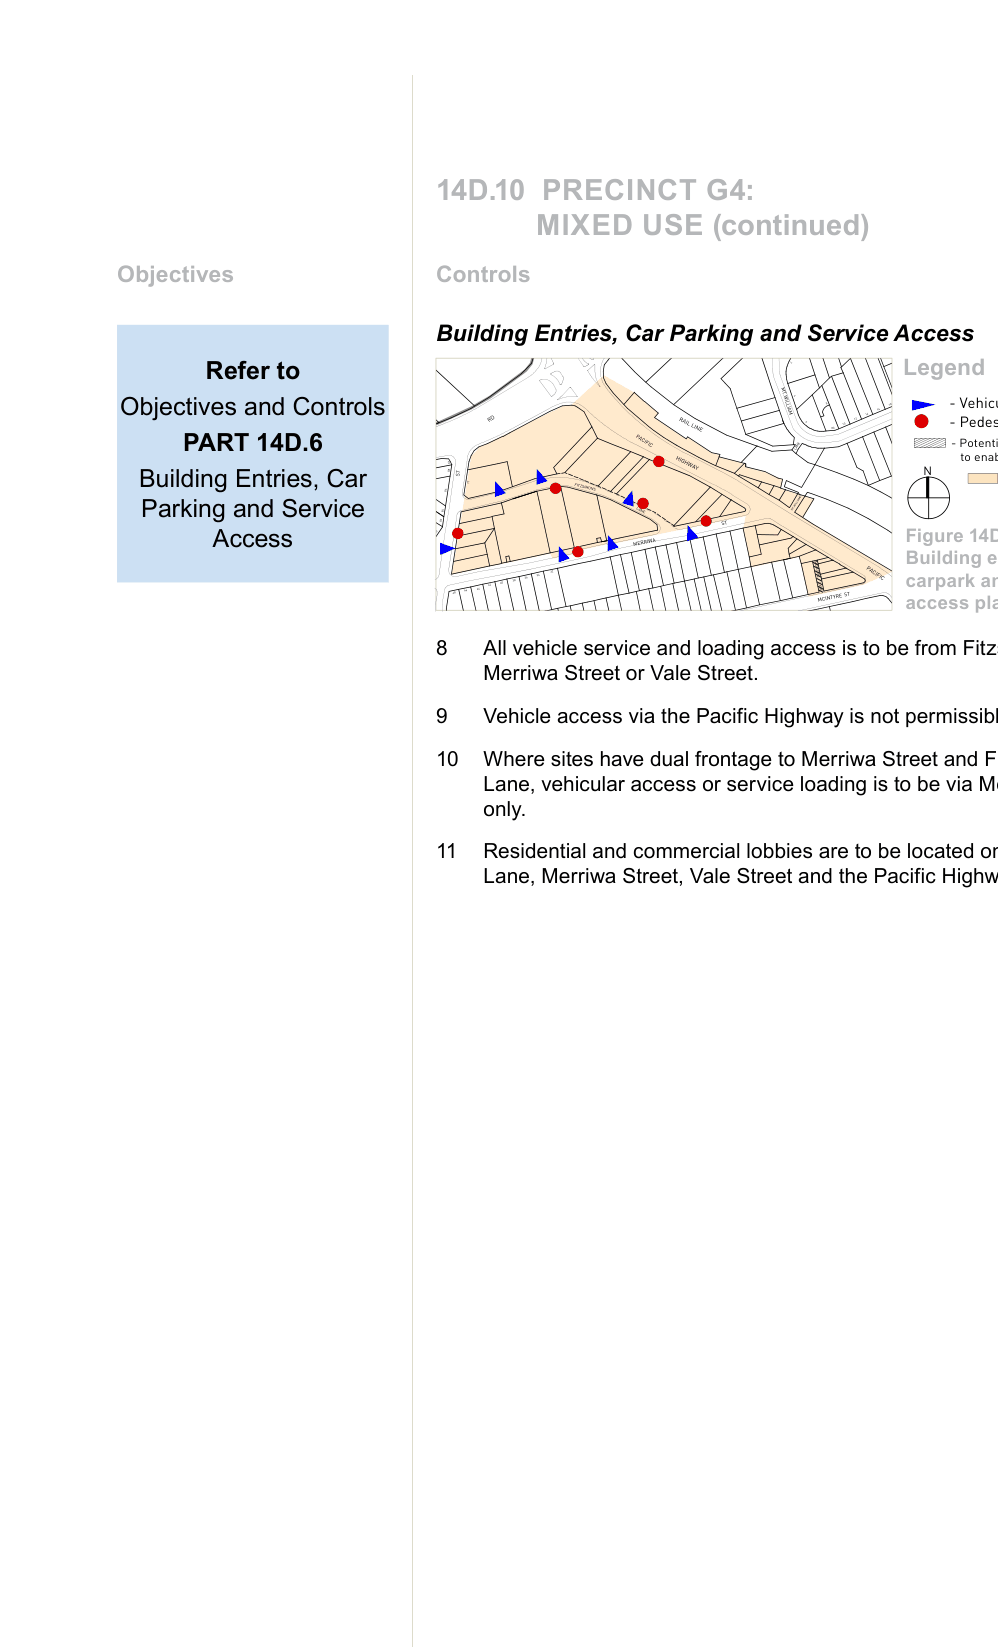 14D.10 PRECINCT G4:
MIXED USE (continued)
Objectives
Controls
Refer to
Objectives and Controls
PART 14D.6
Building Entries, Car
Parking and Service
Access
Building Entries, Car Parking and Service Access
RD
RAIL LINE
PACIFIC
HIGHWAY
ST
MERRIWA
ST
PACIFIC
MCINTYRE ST
Legend
- Vehicu
- Pedes
- Potenti
to enab
N
Figure 14D
Building e
carpark ar
access pla
8 All vehicle service and loading access is to be from Fitzs
Merriwa Street or Vale Street.
9 Vehicle access via the Pacific Highway is not permissibl
10 Where sites have dual frontage to Merriwa Street and F
Lane, vehicular access or service loading is to be via Me
only.
11 Residential and commercial lobbies are to be located on
Lane, Merriwa Street, Vale Street and the Pacific Highw